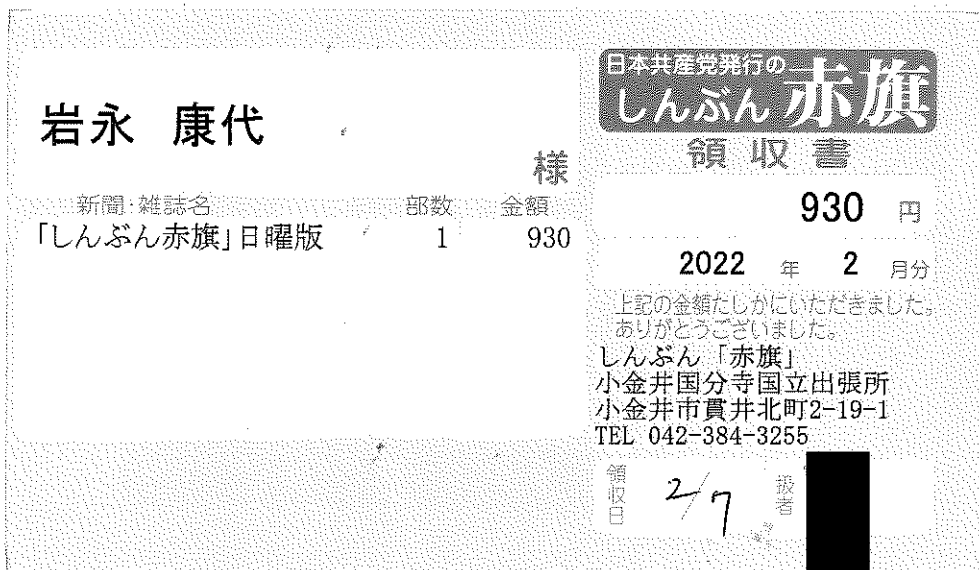 岩永 康代
様
新聞・雑誌名 部数 金額
「しんぶん赤旗」日曜版 1 930
日本共産党発行の
しんぶん赤旗
領収書
930 円
2022 年 2 月分
上記の金額たしかにいただきました。
ありがとうございました。
しんぶん「赤旗」
小金井国分寺国立出張所
小金井市貫井北町2-19-1
TEL 042-384-3255
領収日 2/7 扱者